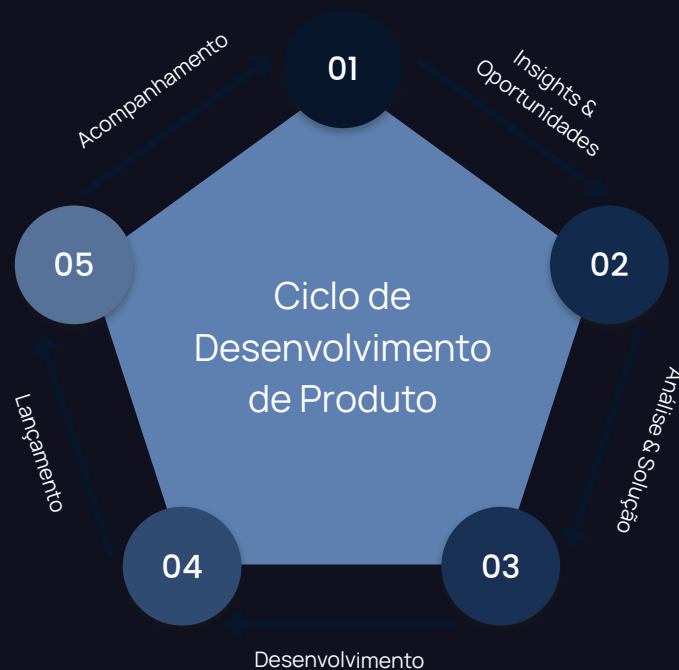 01
Insights &
Oportunidades
02
Análise & Solução
03
Desenvolvimento
04
Lançamento
05
Acompanhamento
Ciclo de
Desenvolvimento
de Produto